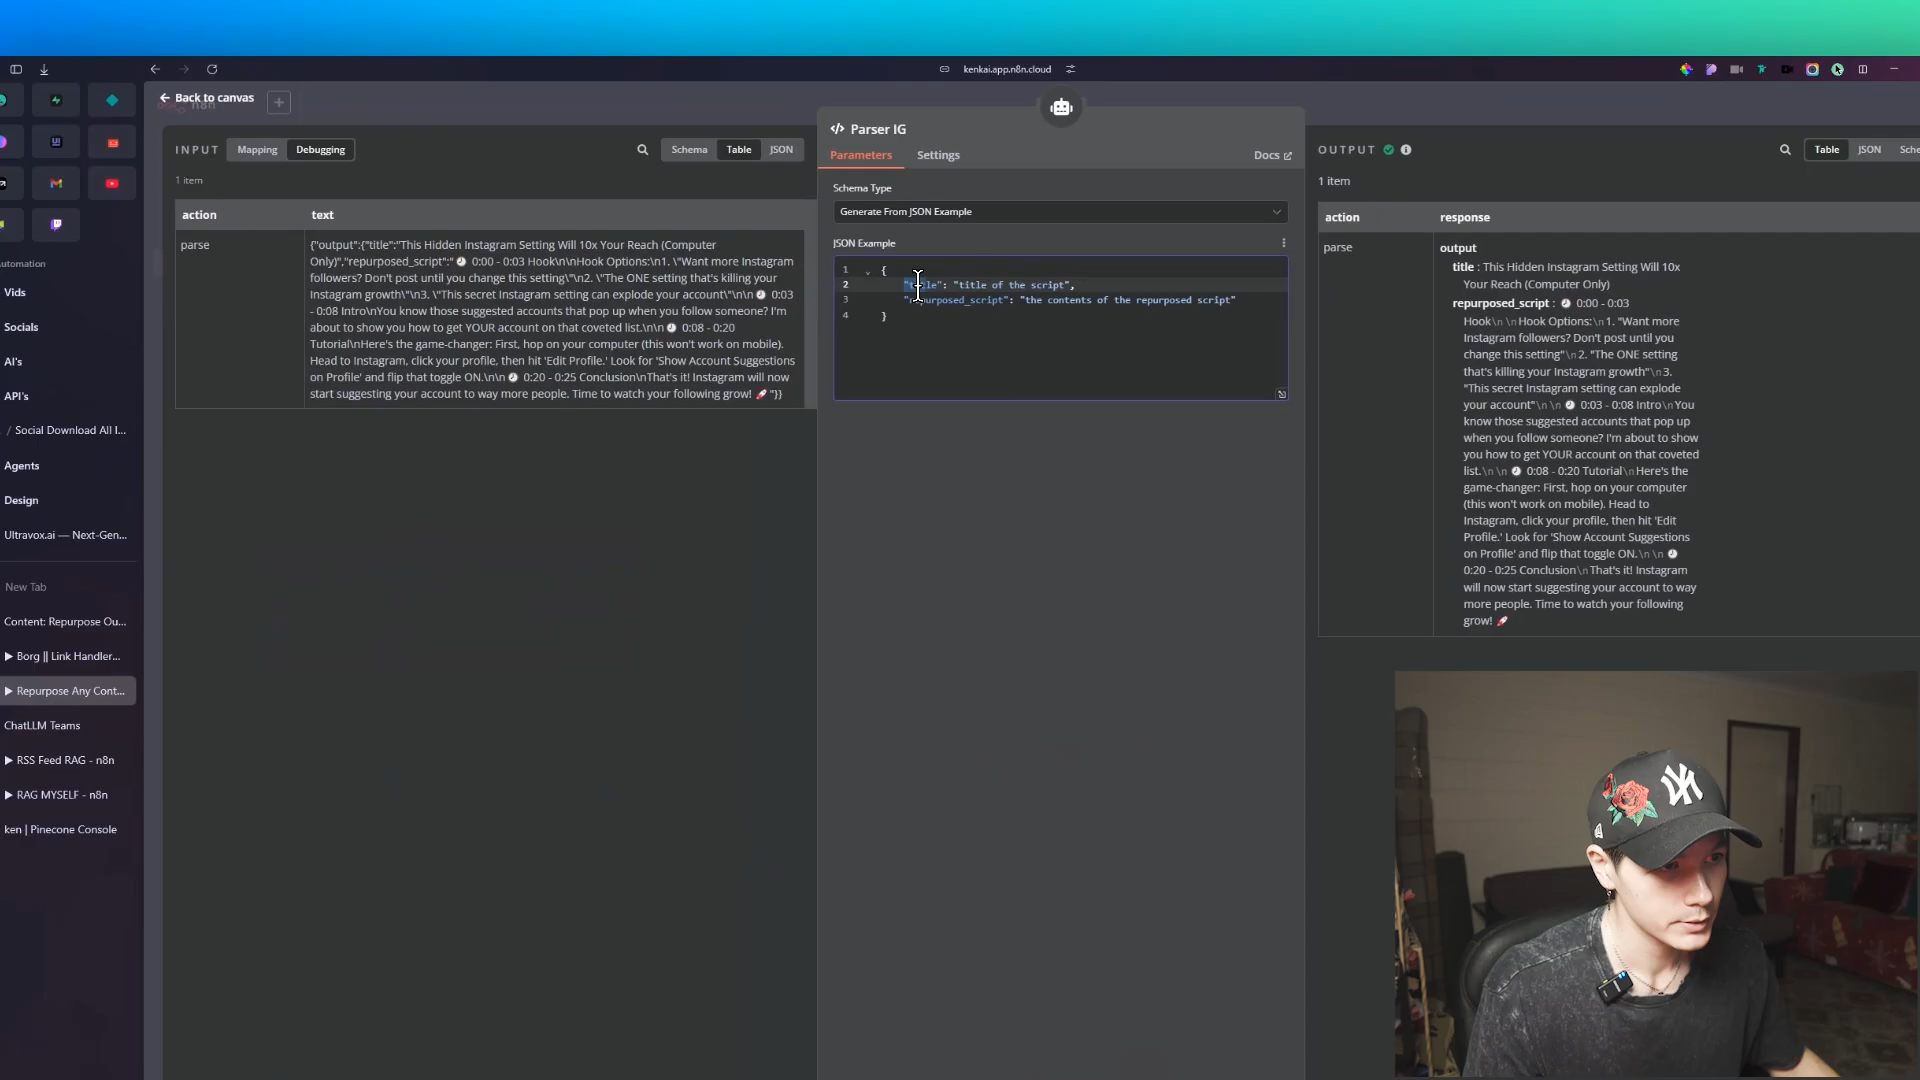 kenkai.app.n8n.cloud
Back to canvas
Automation
Vids
Socials
AI's
API's
/ Social Download All I...
Agents
Design
Ultravox.ai — Next-Gen...
New Tab
Content: Repurpose Ou...
Borg || Link Handler...
Repurpose Any Cont...
ChatLLM Teams
RSS Feed RAG - n8n
RAG MYSELF - n8n
ken | Pinecone Console
INPUT
Mapping
Debugging
Schema
Table
JSON
1 item
action
text
parse
{"output":{"title":"This Hidden Instagram Setting Will 10x Your Reach (Computer
Only)","repurposed_script":"🕗 0:00 - 0:03 Hook\n\nHook Options:\n1. \"Want more Instagram
followers? Don't post until you change this setting\"\n2. \"The ONE setting that's killing your
Instagram growth\"\n3. \"This secret Instagram setting can explode your account\"\n\n🕗 0:03
- 0:08 Intro\nYou know those suggested accounts that pop up when you follow someone? I'm
about to show you how to get YOUR account on that coveted list.\n\n🕗 0:08 - 0:20
Tutorial\nHere's the game-changer: First, hop on your computer (this won't work on mobile).
Head to Instagram, click your profile, then hit 'Edit Profile.' Look for 'Show Account Suggestions
on Profile' and flip that toggle ON.\n\n🕗 0:20 - 0:25 Conclusion\nThat's it! Instagram will now
start suggesting your account to way more people. Time to watch your following grow! 🚀"}}
Parser IG
Parameters
Settings
Docs
Schema Type
Generate From JSON Example
JSON Example
1 {
2 "title": "title of the script",
3 "repurposed_script": "the contents of the repurposed script"
4 }
OUTPUT
Table
JSON
Sche
1 item
action
response
parse
output
title : This Hidden Instagram Setting Will 10x
Your Reach (Computer Only)
repurposed_script : 🕗 0:00 - 0:03
Hook\n\nHook Options:\n1. "Want more
Instagram followers? Don't post until you
change this setting"\n2. "The ONE setting
that's killing your Instagram growth"\n3.
"This secret Instagram setting can explode
your account"\n\n🕗 0:03 - 0:08 Intro\nYou
know those suggested accounts that pop up
when you follow someone? I'm about to show
you how to get YOUR account on that coveted
list.\n\n🕗 0:08 - 0:20 Tutorial\nHere's the
game-changer: First, hop on your computer
(this won't work on mobile). Head to
Instagram, click your profile, then hit 'Edit
Profile.' Look for 'Show Account Suggestions
on Profile' and flip that toggle ON.\n\n🕗
0:20 - 0:25 Conclusion\nThat's it! Instagram
will now start suggesting your account to way
more people. Time to watch your following
grow! 🚀